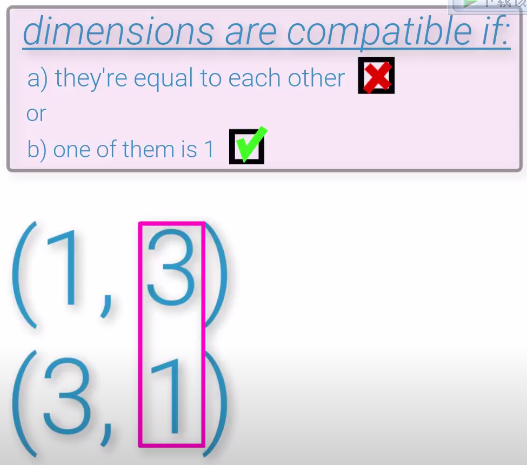 dimensions are compatible if:
a) they're equal to each other
or
b) one of them is 1
(1, 3)
(3, 1)